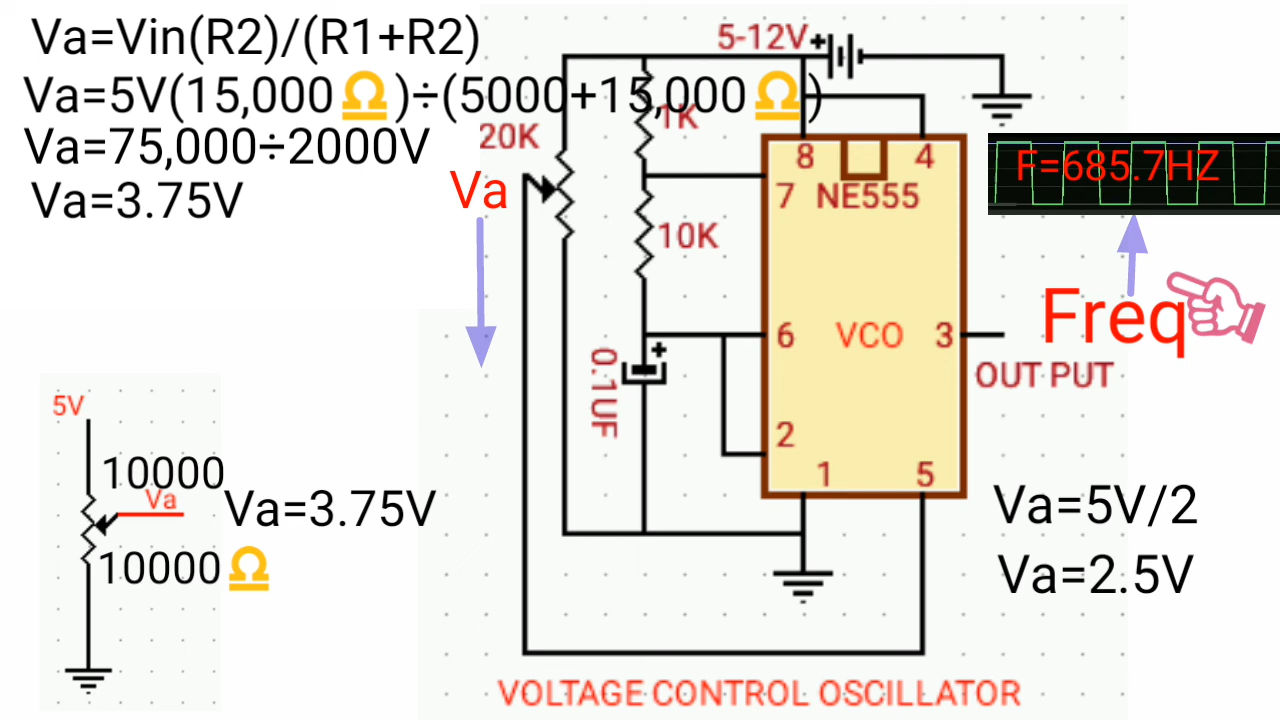 Va=Vin(R2)/(R1+R2)
Va=5V(15,000Ω)÷(5000+15,000Ω)
Va=75,000÷2000V
Va=3.75V
5-12V
+
20K
1K
Va
8
4
7
NE555
F=685.7HZ
10K
Freq
6
VCO
3
+
0.1UF
OUT PUT
2
1
5
5V
10000
Va
10000Ω
Va=3.75V
Va=5V/2
Va=2.5V
VOLTAGE CONTROL OSCILLATOR